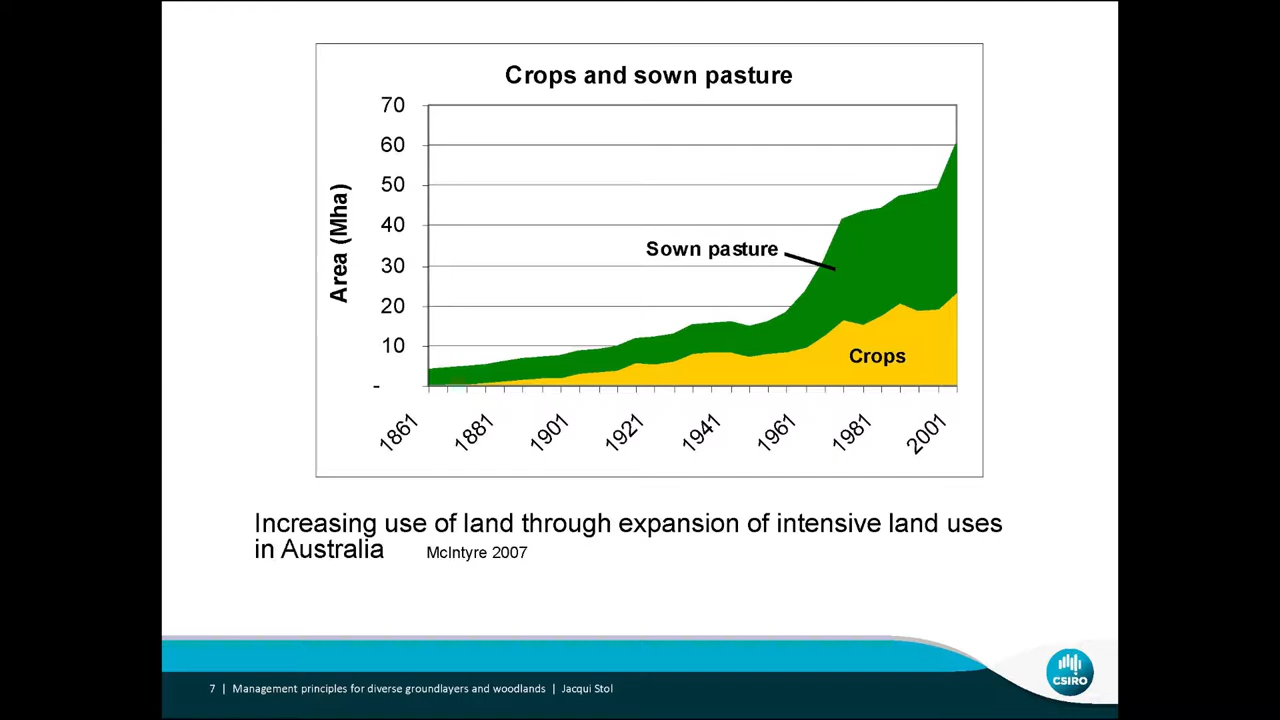 Crops and sown pasture
70
60
50
40
30
20
10
-
Area (Mha)
Sown pasture
Crops
1861
1881
1901
1921
1941
1961
1981
2001
Increasing use of land through expansion of intensive land uses
in Australia McIntyre 2007
7 | Management principles for diverse groundlayers and woodlands | Jacqui Stol
CSIRO